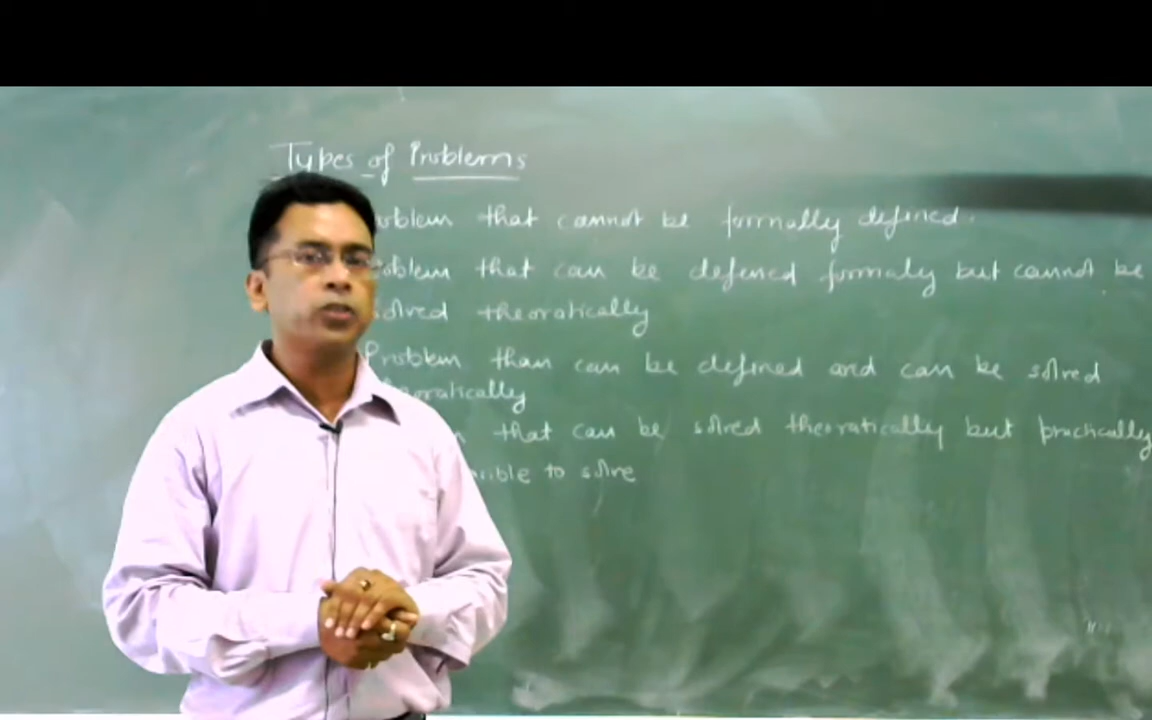 Types of Problems
roblem that cannot be formally defined.
roblem that can be defined formaly but cannot be
solved theoratically
Problem than can be defined and can be solved
oratically
that can be solved theoratically but practically
sible to solve